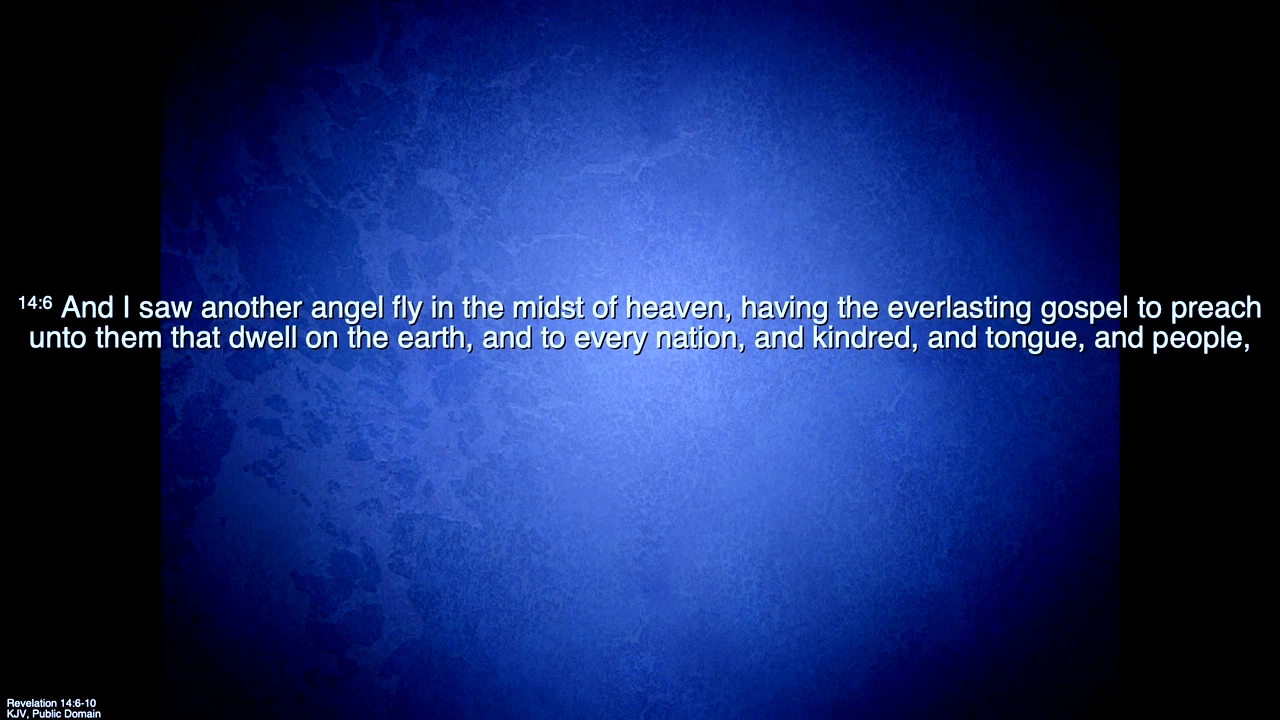 14:6 And I saw another angel fly in the midst of heaven, having the everlasting gospel to preach
unto them that dwell on the earth, and to every nation, and kindred, and tongue, and people,
Revelation 14:6-10
KJV, Public Domain